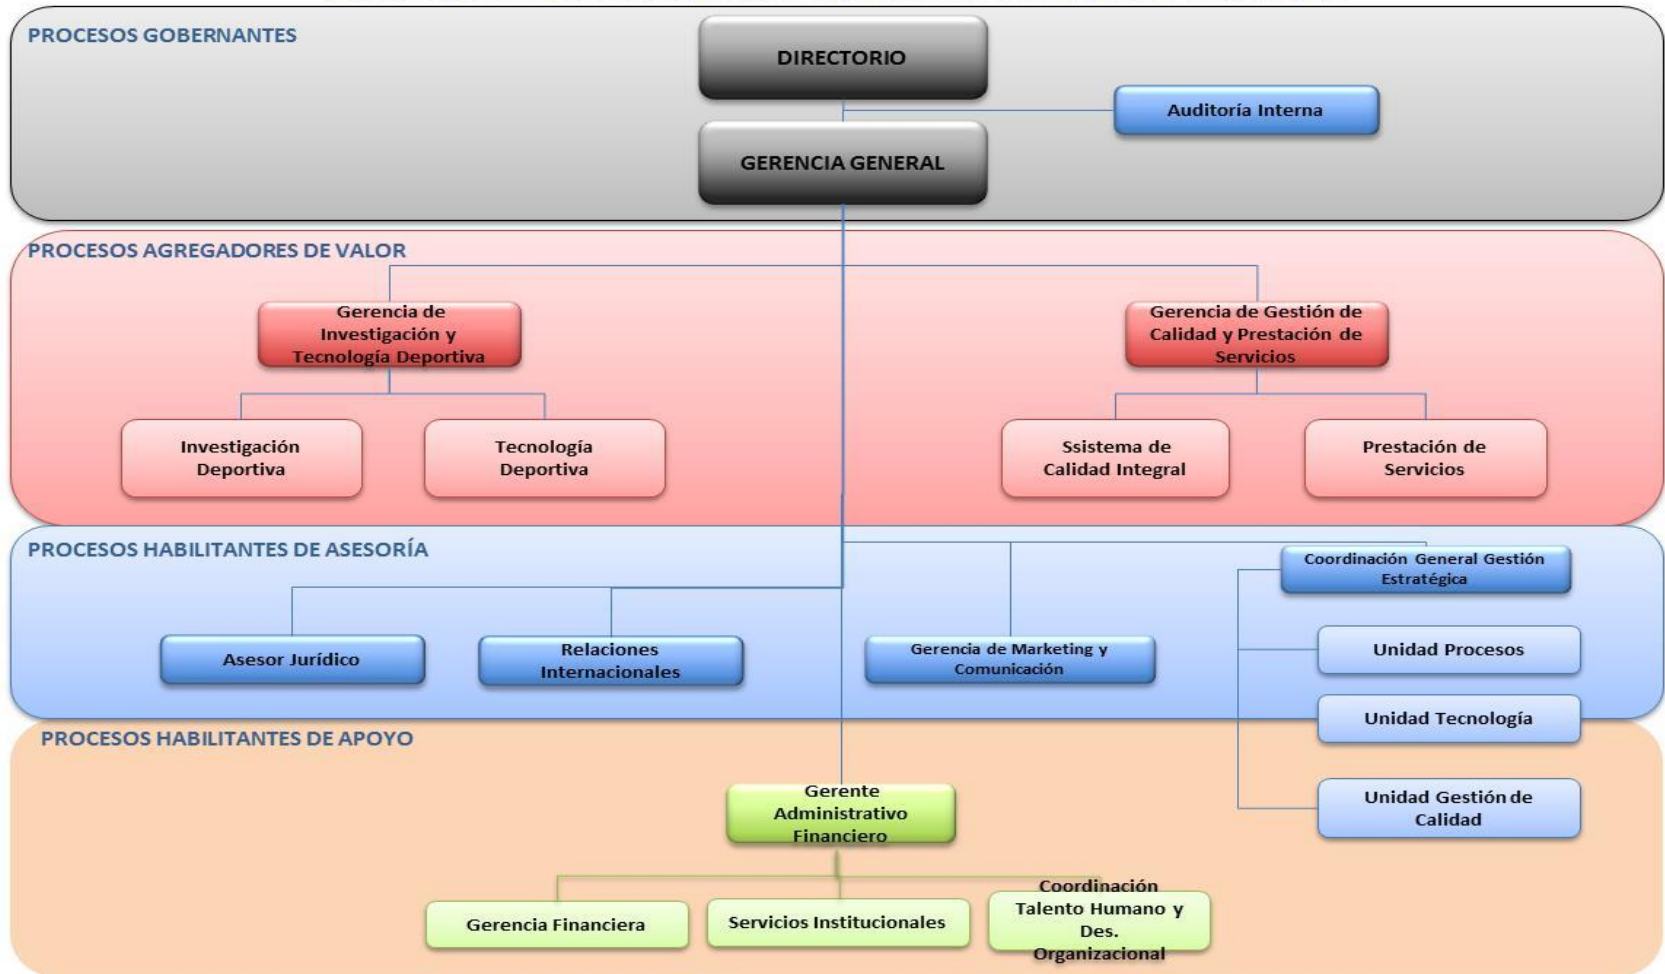 PROCESOS GOBERNANTES
DIRECTORIO
Auditoría Interna
GERENCIA GENERAL
PROCESOS AGREGADORES DE VALOR
Gerencia de
Investigación y
Tecnología Deportiva
Gerencia de Gestión de
Calidad y Prestación de
Servicios
Investigación
Deportiva
Tecnología
Deportiva
Ssistema de
Calidad Integral
Prestación de
Servicios
PROCESOS HABILITANTES DE ASESORÍA
Coordinación General Gestión
Estratégica
Asesor Jurídico
Relaciones
Internacionales
Gerencia de Marketing y
Comunicación
Unidad Procesos
Unidad Tecnología
Unidad Gestión de
Calidad
PROCESOS HABILITANTES DE APOYO
Gerente
Administrativo
Financiero
Gerencia Financiera
Servicios Institucionales
Coordinación
Talento Humano y
Des.
Organizacional